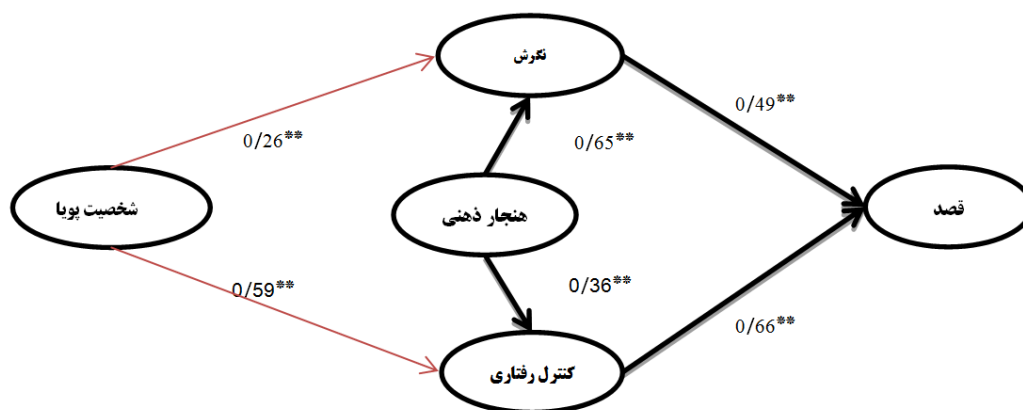 نگرش
0/49**
0/26**
0/65**
شخصیت پویا
هنجار ذهنی
قصد
0/59**
0/36**
0/66**
کنترل رفتاری